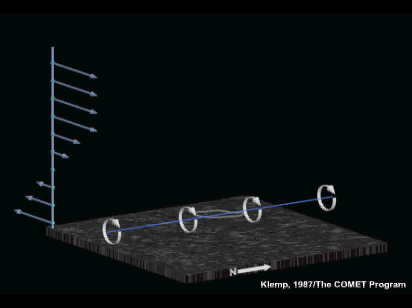 N
Klemp, 1987/The COMET Program